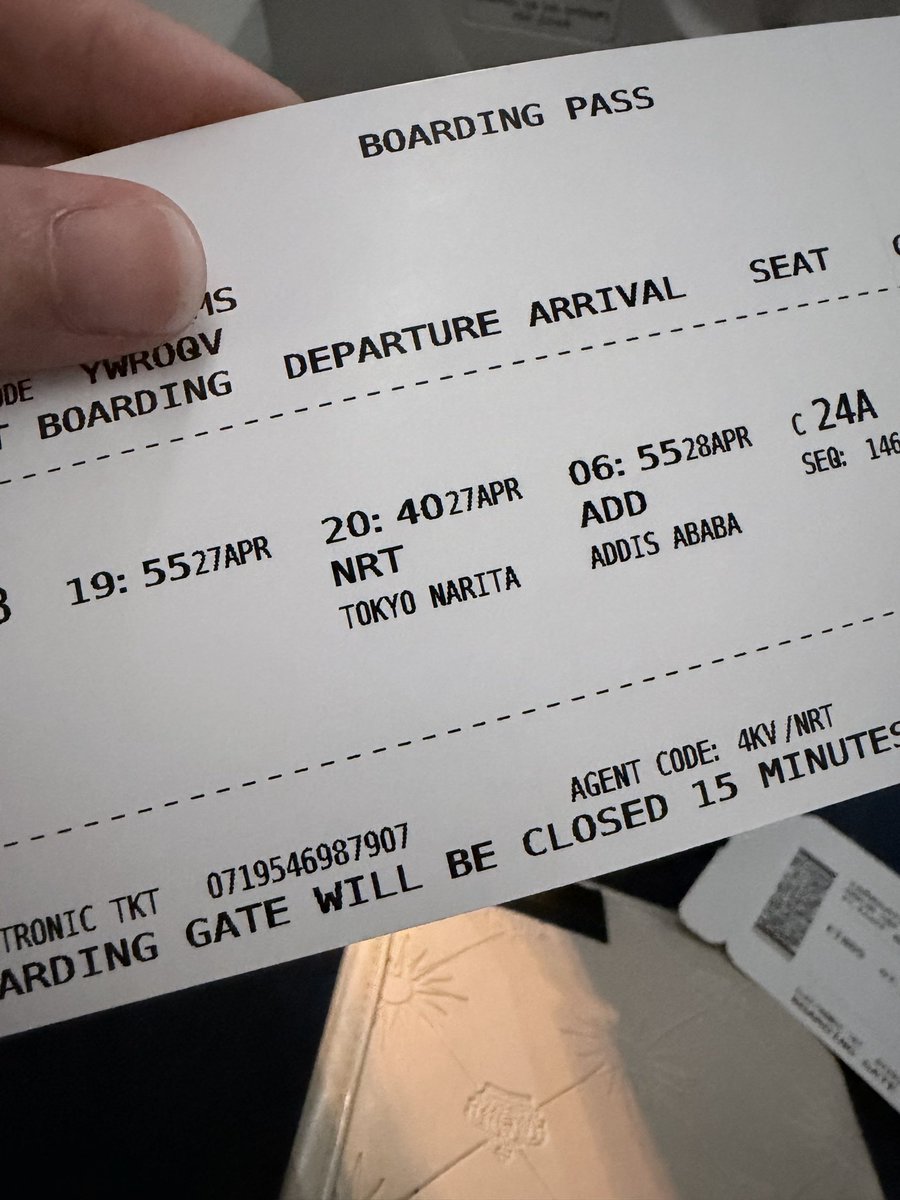 BOARDING PASS
MS
ODE YWROQV
T BOARDING DEPARTURE ARRIVAL SEAT
19:5527APR 20:4027APR 06:5528APR C 24A
NRT ADD SEQ: 146
TOKYO NARITA ADDIS ABABA
AGENT CODE: 4KV/NRT
TRONIC TKT 0719546987907
ARDING GATE WILL BE CLOSED 15 MINUTES